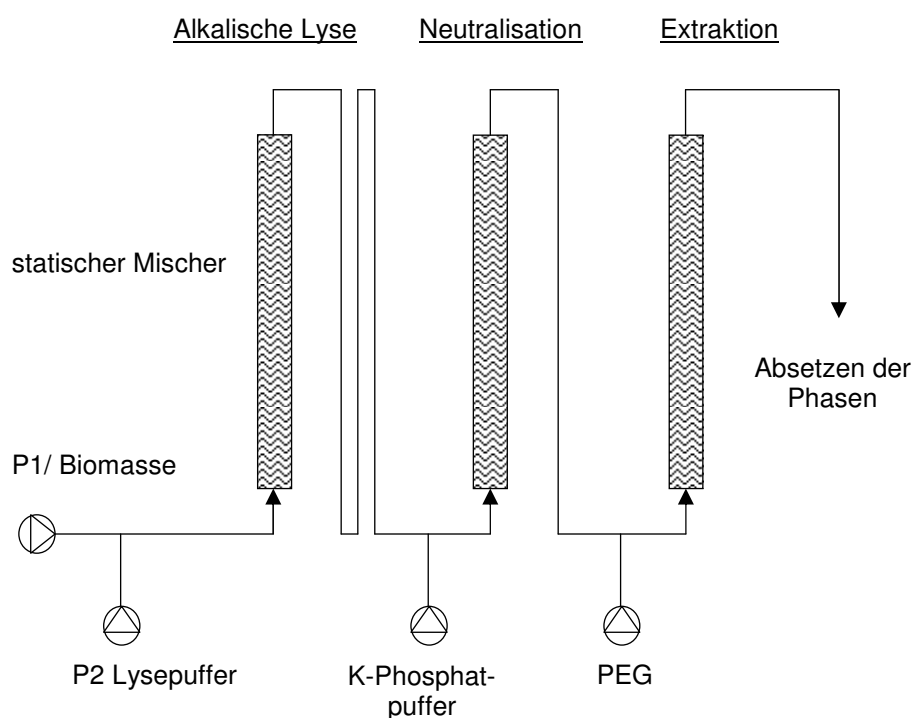 Alkalische Lyse
Neutralisation
Extraktion
statischer Mischer
Absetzen der
Phasen
P1/ Biomasse
P2 Lysepuffer
K-Phosphat-
puffer
PEG